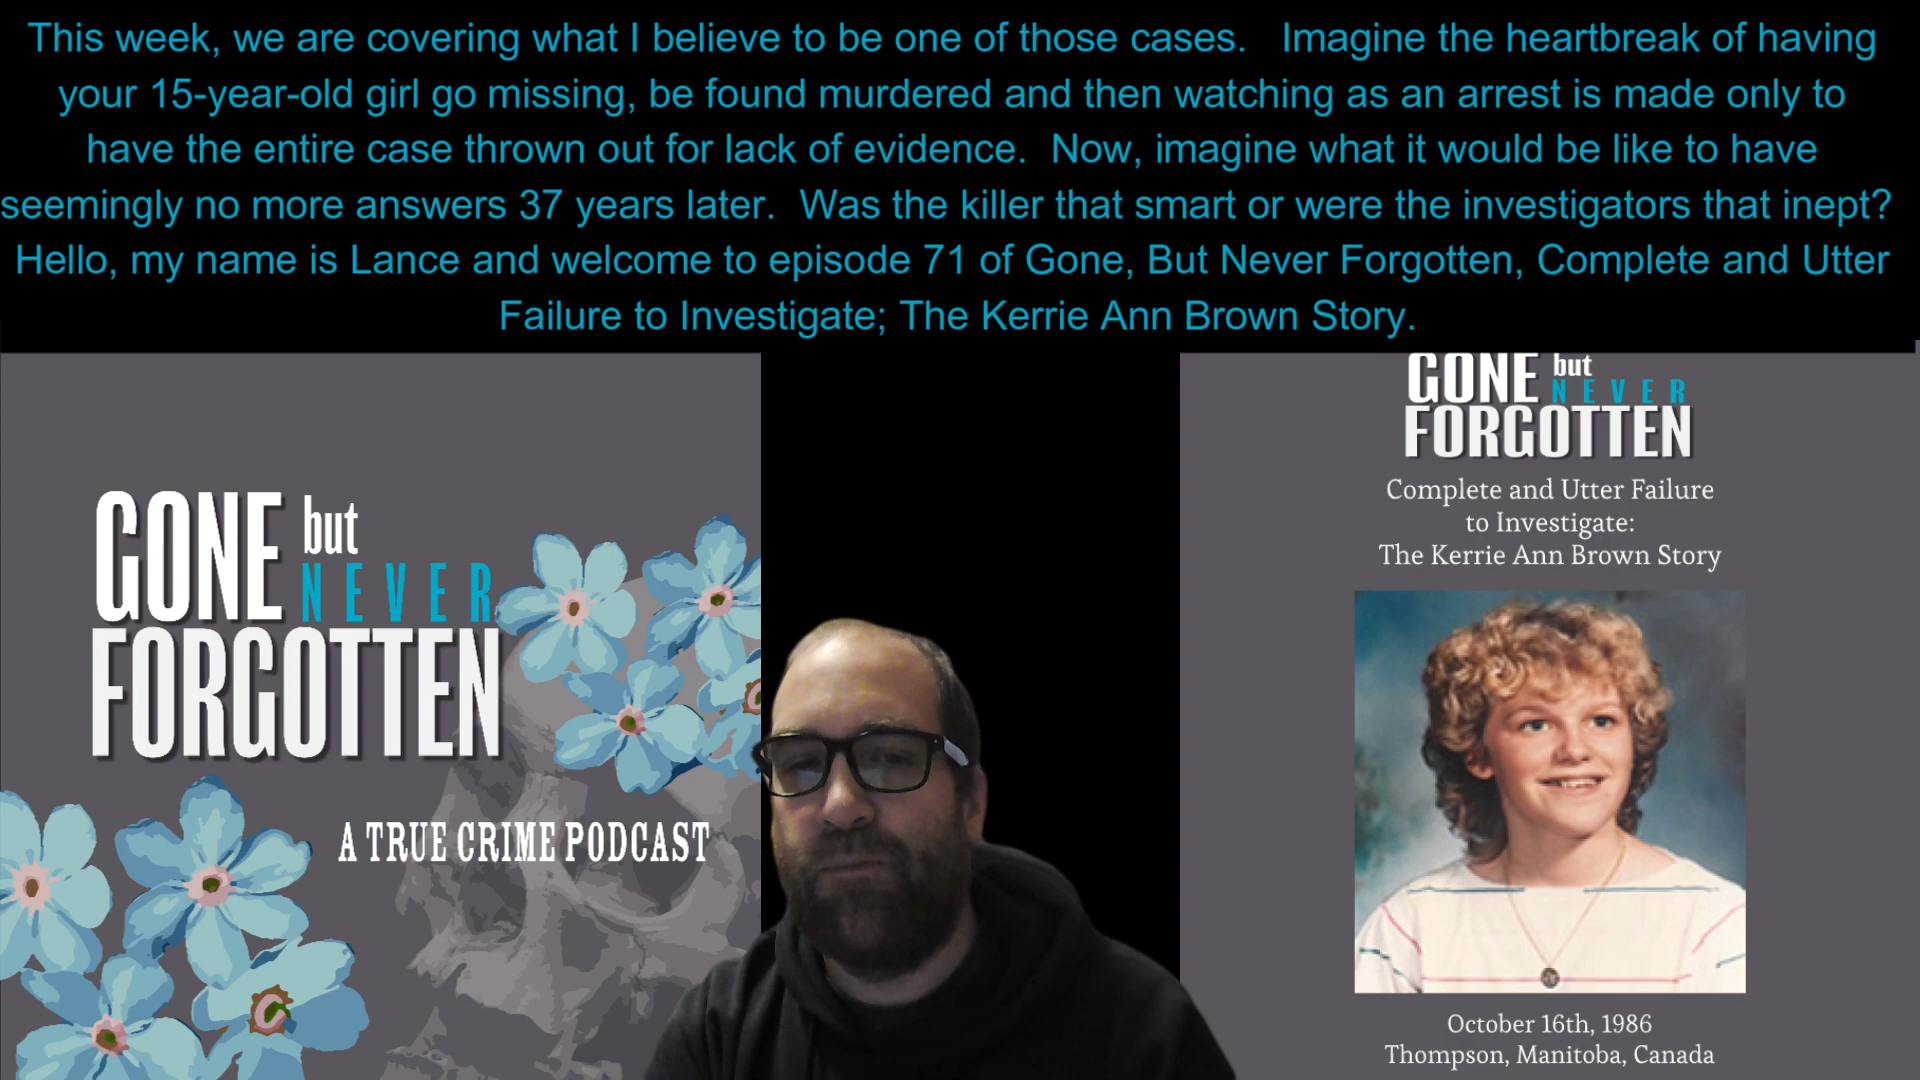 This week, we are covering what I believe to be one of those cases. Imagine the heartbreak of having
your 15-year-old girl go missing, be found murdered and then watching as an arrest is made only to
have the entire case thrown out for lack of evidence. Now, imagine what it would be like to have
seemingly no more answers 37 years later. Was the killer that smart or were the investigators that inept?
Hello, my name is Lance and welcome to episode 71 of Gone, But Never Forgotten, Complete and Utter
Failure to Investigate; The Kerrie Ann Brown Story.
GONE but
NEVER
FORGOTTEN
A TRUE CRIME PODCAST
GONE but
NEVER
FORGOTTEN
Complete and Utter Failure
to Investigate:
The Kerrie Ann Brown Story
October 16th, 1986
Thompson, Manitoba, Canada